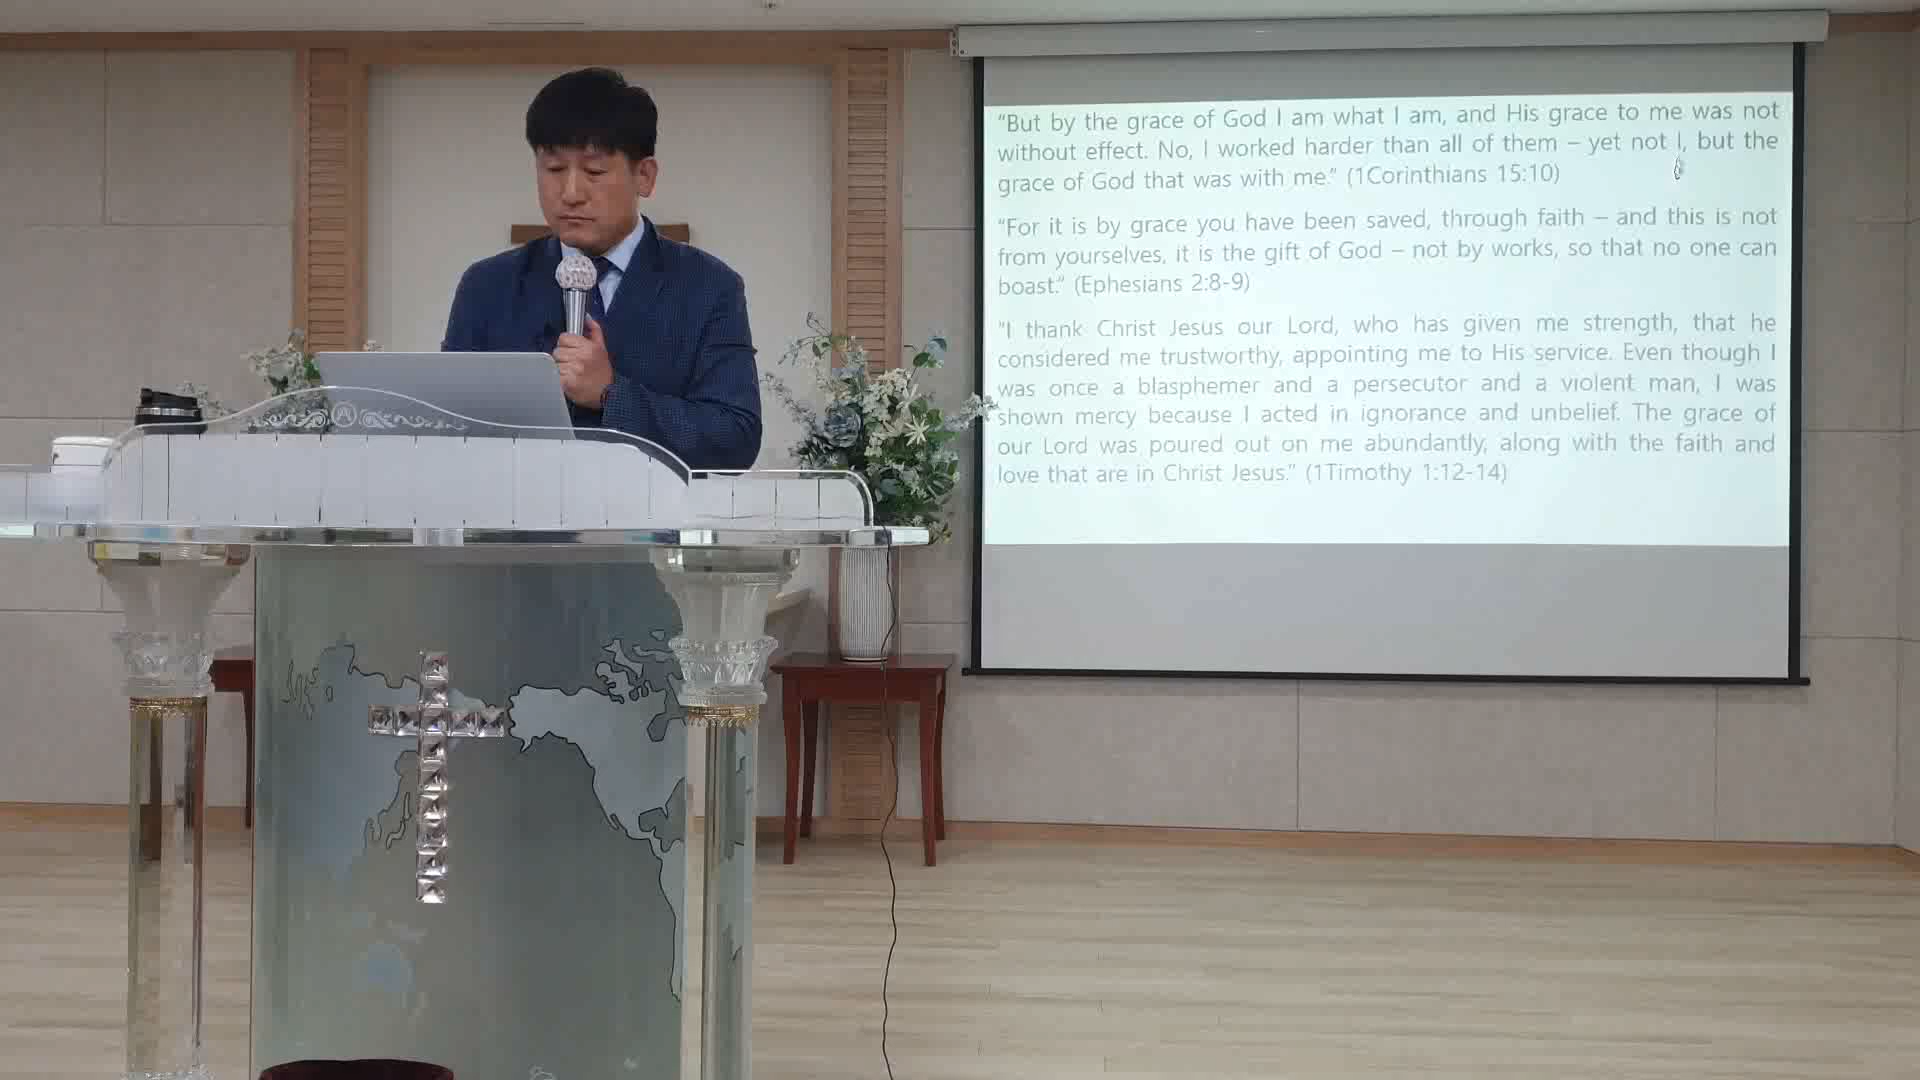 “But by the grace of God I am what I am, and His grace to me was not
without effect. No, I worked harder than all of them – yet not I, but the
grace of God that was with me.” (1Corinthians 15:10)
“For it is by grace you have been saved, through faith – and this is not
from yourselves, it is the gift of God – not by works, so that no one can
boast.” (Ephesians 2:8-9)
“I thank Christ Jesus our Lord, who has given me strength, that he
considered me trustworthy, appointing me to His service. Even though I
was once a blasphemer and a persecutor and a violent man, I was
shown mercy because I acted in ignorance and unbelief. The grace of
our Lord was poured out on me abundantly, along with the faith and
love that are in Christ Jesus.” (1Timothy 1:12-14)